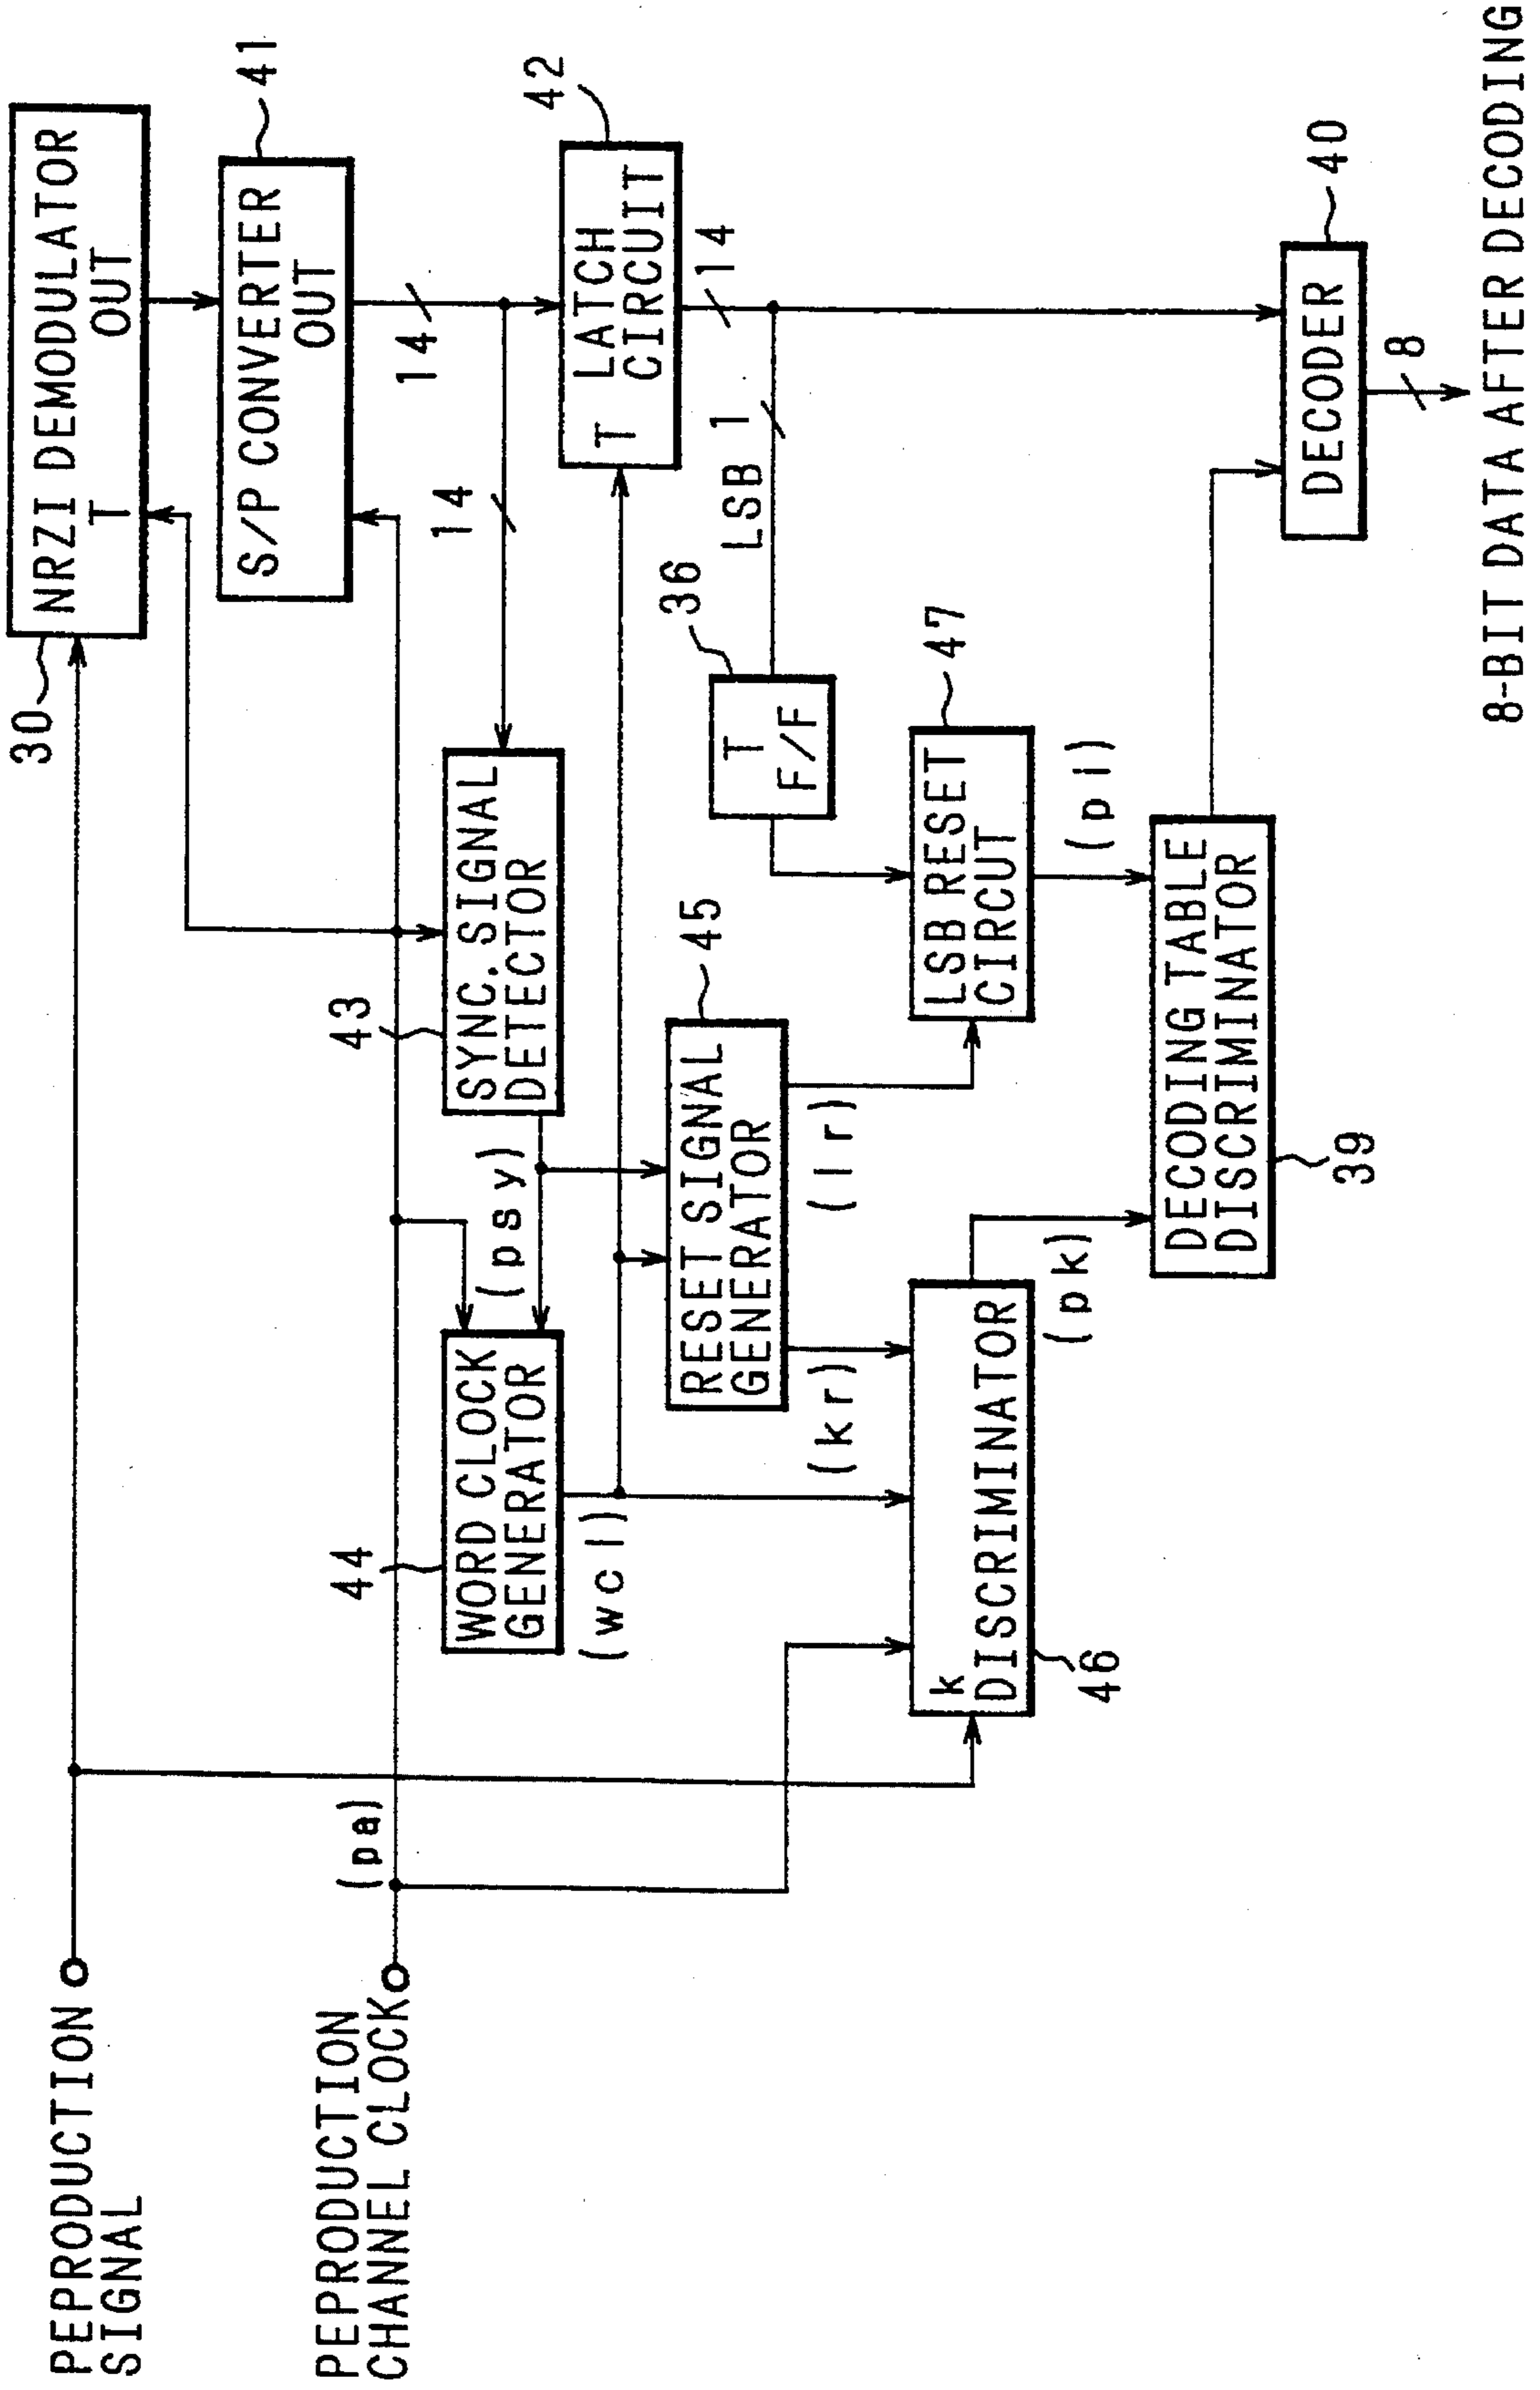 PEPRODUCTION
SIGNAL
PEPRODUCTION
CHANNEL CLOCK
(pa)
30
NRZI DEMODULATOR
T OUT
41
S/P CONVERTER
OUT
14
14
42
LATCH
T CIRCUIT
14
LSB 1
43
SYNC. SIGNAL
DETECTOR
(psy)
44
WORD CLOCK
GENERATOR
(wcl)
45
RESET SIGNAL
GENERATOR
(kr)
(lr)
36
T
F/F
47
LSB RESET
CIRCUT
(pl)
k
DISCRIMINATOR
46
(pk)
DECODING TABLE
DISCRIMINATOR
39
DECODER
40
8
8-BIT DATA AFTER DECODING